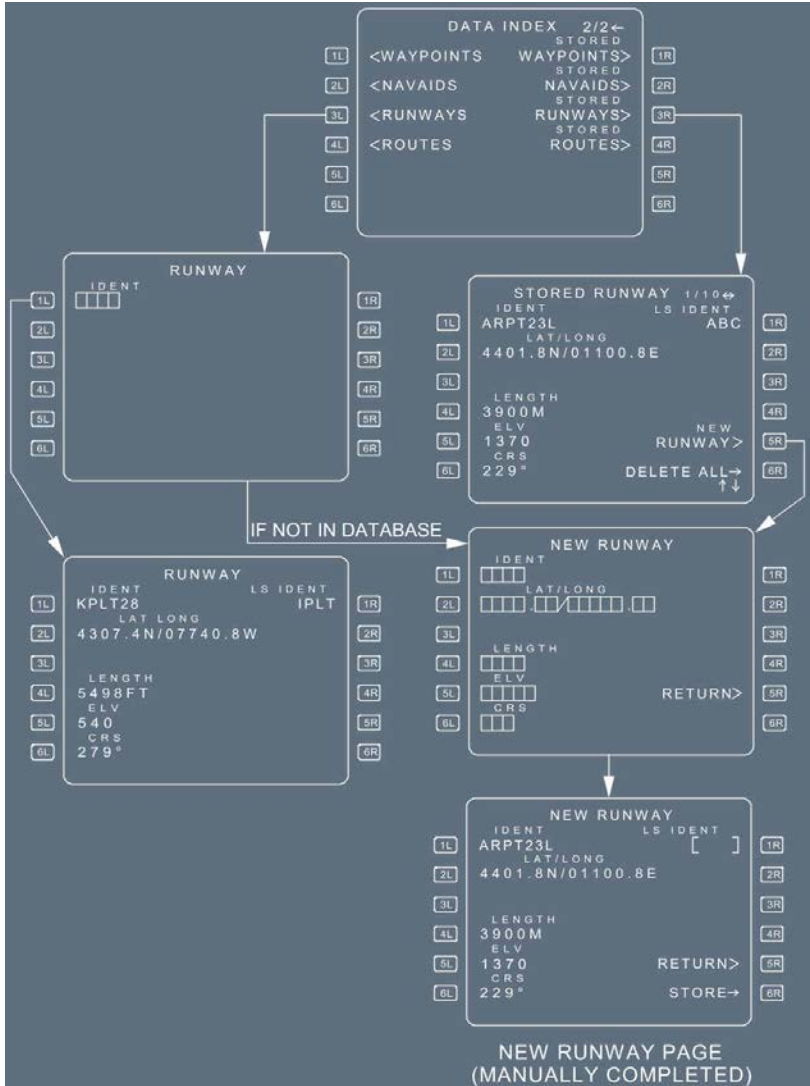 DATA INDEX 2/2←
STORED
1L <WAYPOINTS WAYPOINTS> 1R
STORED
2L <NAVAIDS NAVAIDS> 2R
STORED
3L <RUNWAYS RUNWAYS> 3R
STORED
4L <ROUTES ROUTES> 4R
5L 5R
6L 6R
RUNWAY
IDENT
1L 1R
2L 2R
3L 3R
4L 4R
5L 5R
6L 6R
STORED RUNWAY 1/10↔
IDENT LS IDENT
1L ARPT23L ABC 1R
LAT/LONG
2L 4401.8N/01100.8E 2R
3L 3R
LENGTH
4L 3900M 4R
ELV NEW
5L 1370 RUNWAY> 5R
CRS
6L 229° DELETE ALL→ 6R
↑↓
IF NOT IN DATABASE
RUNWAY
IDENT LS IDENT
1L KPLT28 IPLT 1R
LAT LONG
2L 4307.4N/07740.8W 2R
3L 3R
LENGTH
4L 5498FT 4R
ELV
5L 540 5R
CRS
6L 279° 6R
NEW RUNWAY
IDENT
1L 1R
LAT/LONG
2L . / . 2R
3L 3R
LENGTH
4L 4R
ELV
5L RETURN> 5R
CRS
6L 6R
NEW RUNWAY
IDENT LS IDENT
1L ARPT23L [ ] 1R
LAT/LONG
2L 4401.8N/01100.8E 2R
3L 3R
LENGTH
4L 3900M 4R
ELV
5L 1370 RETURN> 5R
CRS
6L 229° STORE→ 6R
NEW RUNWAY PAGE
(MANUALLY COMPLETED)